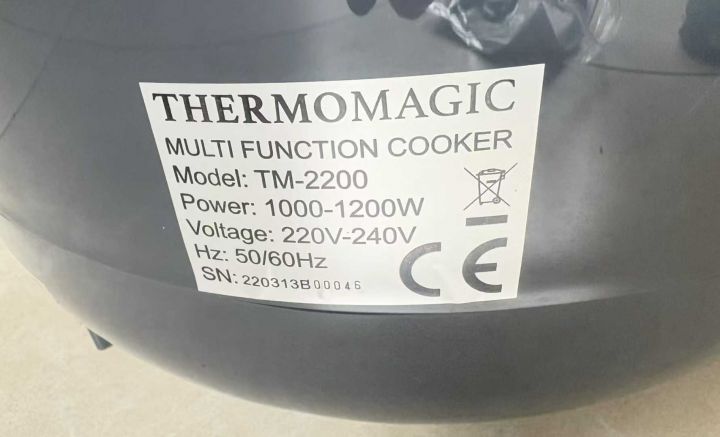 THERMOMAGIC
MULTI FUNCTION COOKER
Model: TM-2200
Power: 1000-1200W
Voltage: 220V-240V
Hz: 50/60Hz
SN: 220313B00046
CE